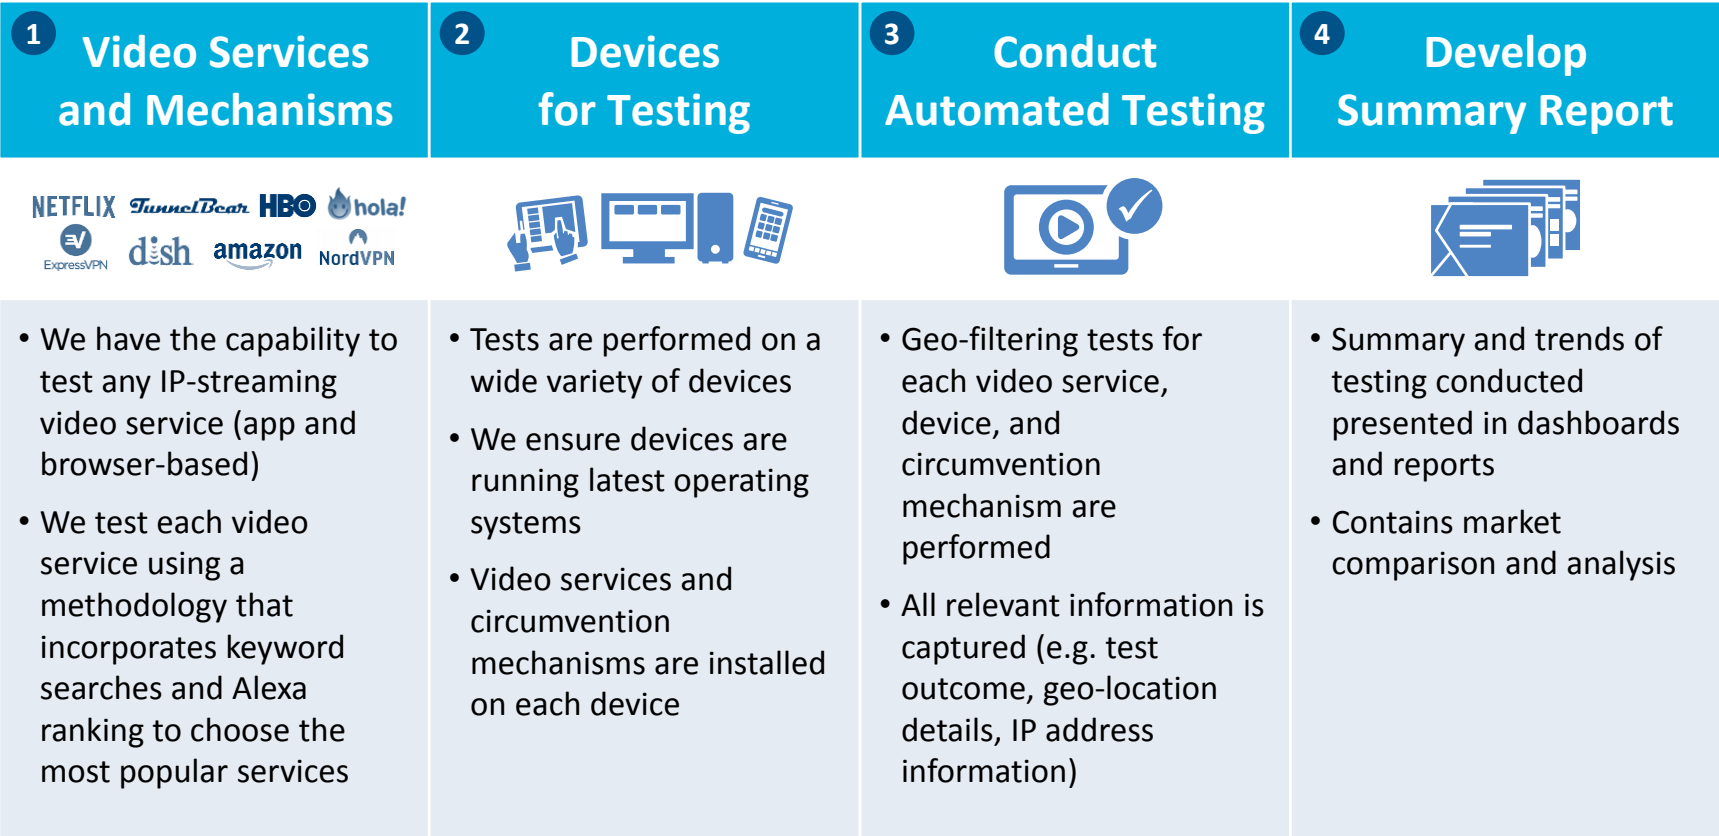 1
Video Services
and Mechanisms
NETFLIX TunnelBear HBO hola!
ExpressVPN dish amazon NordVPN
• We have the capability to
test any IP-streaming
video service (app and
browser-based)
• We test each video
service using a
methodology that
incorporates keyword
searches and Alexa
ranking to choose the
most popular services
2
Devices
for Testing
• Tests are performed on a
wide variety of devices
• We ensure devices are
running latest operating
systems
• Video services and
circumvention
mechanisms are installed
on each device
3
Conduct
Automated Testing
• Geo-filtering tests for
each video service,
device, and
circumvention
mechanism are
performed
• All relevant information is
captured (e.g. test
outcome, geo-location
details, IP address
information)
4
Develop
Summary Report
• Summary and trends of
testing conducted
presented in dashboards
and reports
• Contains market
comparison and analysis